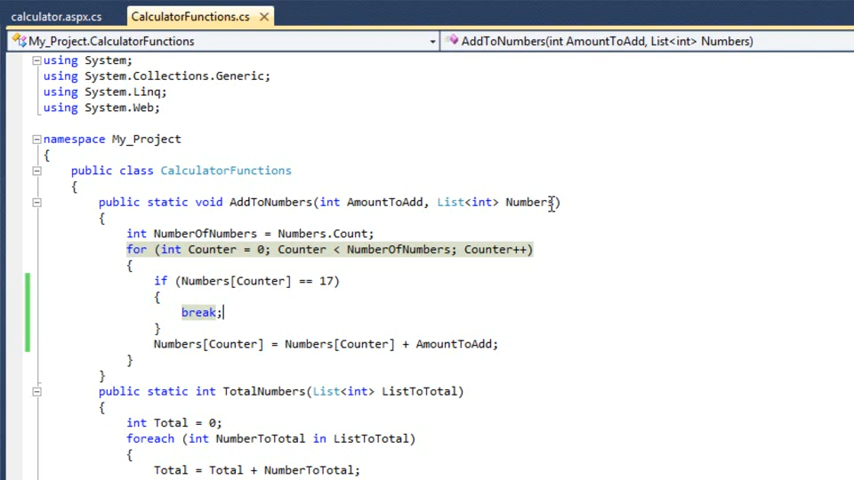 calculator.aspx.cs CalculatorFunctions.cs
My_Project.CalculatorFunctions AddToNumbers(int AmountToAdd, List<int> Numbers)
using System;
using System.Collections.Generic;
using System.Linq;
using System.Web;
namespace My_Project
{
public class CalculatorFunctions
{
public static void AddToNumbers(int AmountToAdd, List<int> Numbers)
{
int NumberOfNumbers = Numbers.Count;
for (int Counter = 0; Counter < NumberOfNumbers; Counter++)
{
if (Numbers[Counter] == 17)
{
break;
}
Numbers[Counter] = Numbers[Counter] + AmountToAdd;
}
}
public static int TotalNumbers(List<int> ListToTotal)
{
int Total = 0;
foreach (int NumberToTotal in ListToTotal)
{
Total = Total + NumberToTotal;